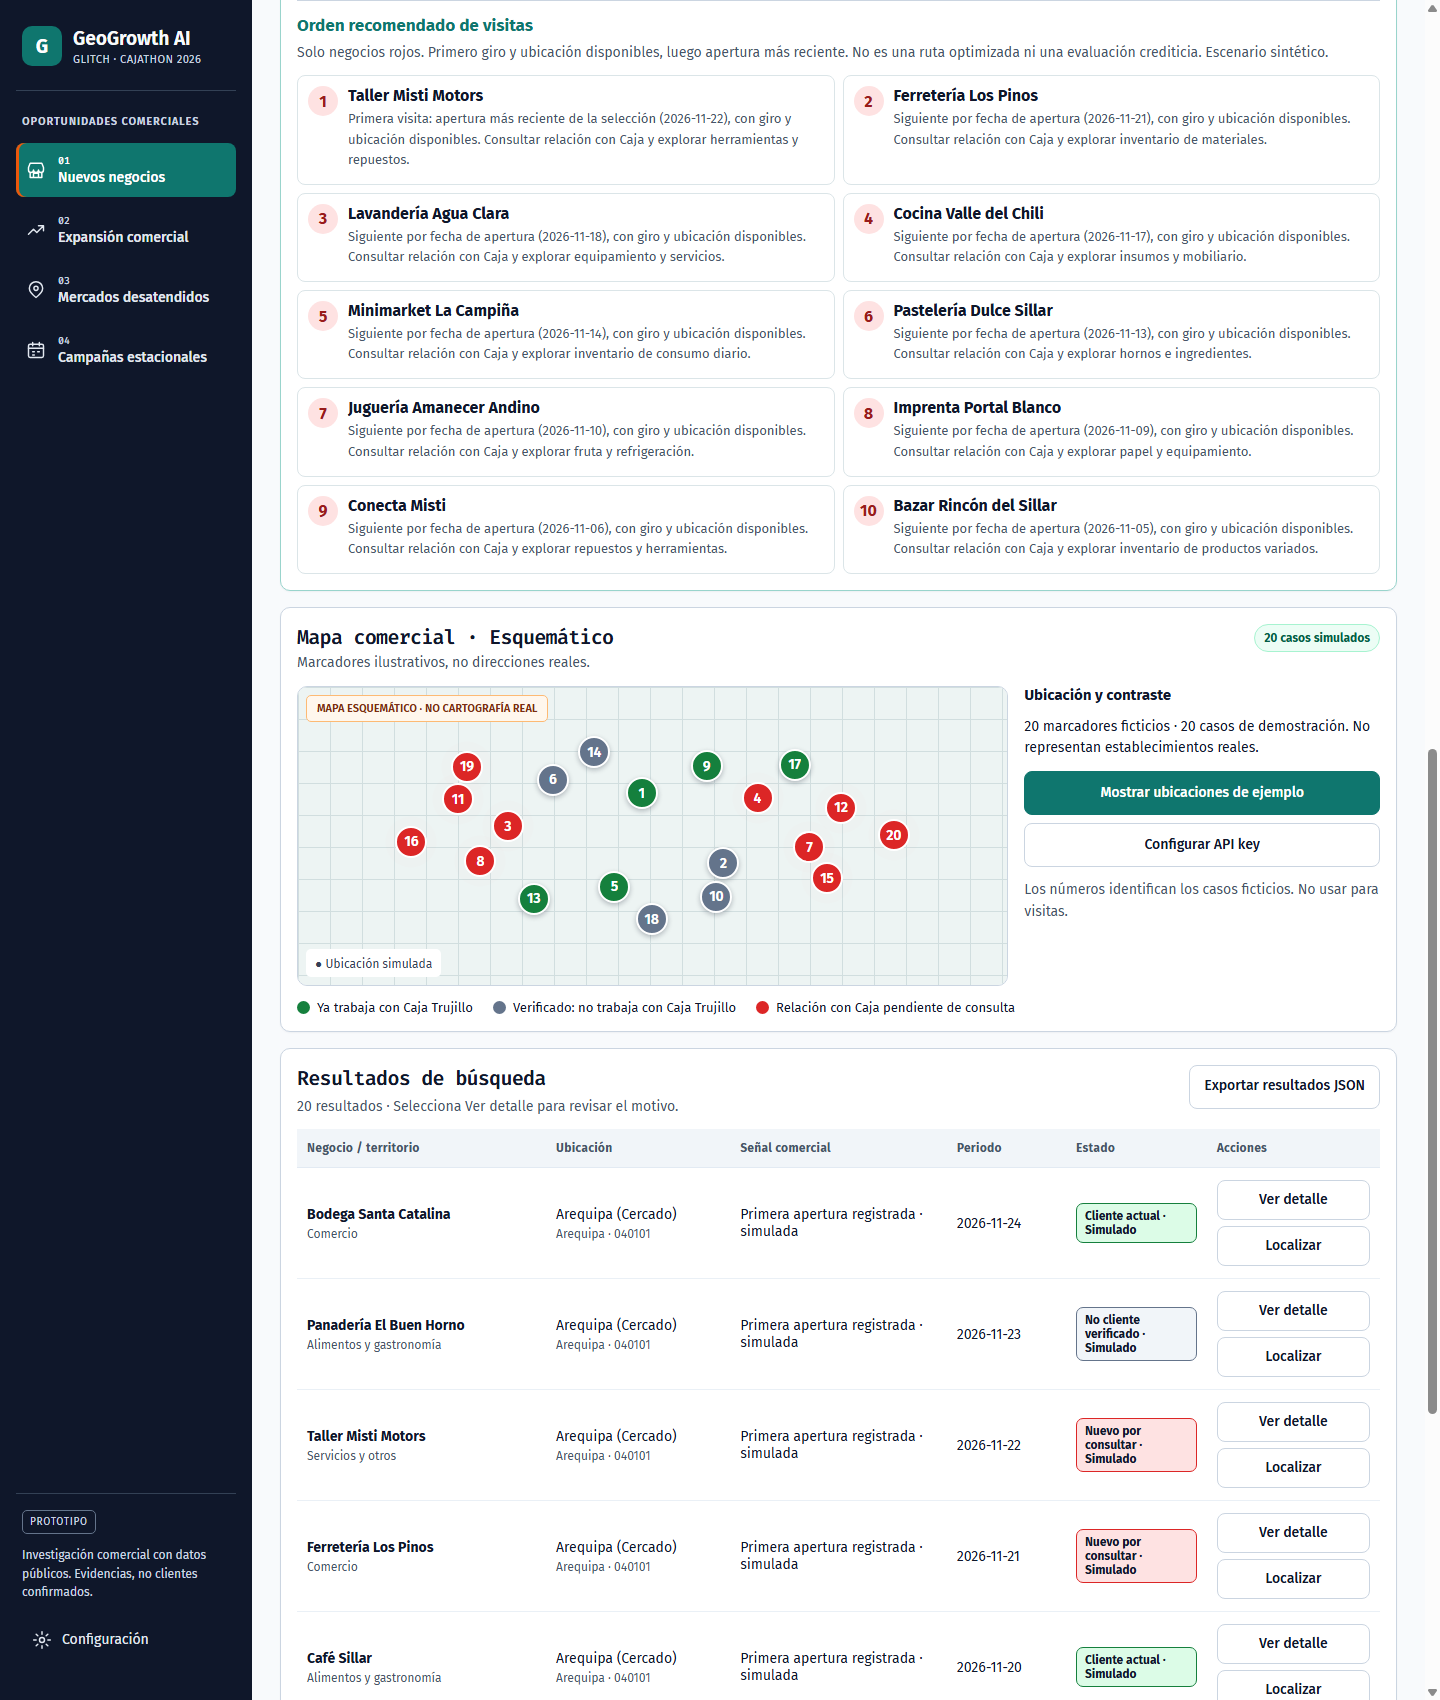 G
GeoGrowth AI
GLITCH · CAJATHON 2026
OPORTUNIDADES COMERCIALES
01
Nuevos negocios
02
Expansión comercial
03
Mercados desatendidos
04
Campañas estacionales
PROTOTIPO
Investigación comercial con datos
públicos. Evidencias, no clientes
confirmados.
Configuración
Orden recomendado de visitas
Solo negocios rojos. Primero giro y ubicación disponibles, luego apertura más reciente. No es una ruta optimizada ni una evaluación crediticia. Escenario sintético.
1
Taller Misti Motors
Primera visita: apertura más reciente de la selección (2026-11-22), con giro y
ubicación disponibles. Consultar relación con Caja y explorar herramientas y
repuestos.
2
Ferretería Los Pinos
Siguiente por fecha de apertura (2026-11-21), con giro y ubicación disponibles.
Consultar relación con Caja y explorar inventario de materiales.
3
Lavandería Agua Clara
Siguiente por fecha de apertura (2026-11-18), con giro y ubicación disponibles.
Consultar relación con Caja y explorar equipamiento y servicios.
4
Cocina Valle del Chili
Siguiente por fecha de apertura (2026-11-17), con giro y ubicación disponibles.
Consultar relación con Caja y explorar insumos y mobiliario.
5
Minimarket La Campiña
Siguiente por fecha de apertura (2026-11-14), con giro y ubicación disponibles.
Consultar relación con Caja y explorar inventario de consumo diario.
6
Pastelería Dulce Sillar
Siguiente por fecha de apertura (2026-11-13), con giro y ubicación disponibles.
Consultar relación con Caja y explorar hornos e ingredientes.
7
Juguería Amanecer Andino
Siguiente por fecha de apertura (2026-11-10), con giro y ubicación disponibles.
Consultar relación con Caja y explorar fruta y refrigeración.
8
Imprenta Portal Blanco
Siguiente por fecha de apertura (2026-11-09), con giro y ubicación disponibles.
Consultar relación con Caja y explorar papel y equipamiento.
9
Conecta Misti
Siguiente por fecha de apertura (2026-11-06), con giro y ubicación disponibles.
Consultar relación con Caja y explorar repuestos y herramientas.
10
Bazar Rincón del Sillar
Siguiente por fecha de apertura (2026-11-05), con giro y ubicación disponibles.
Consultar relación con Caja y explorar inventario de productos variados.
Mapa comercial · Esquemático
Marcadores ilustrativos, no direcciones reales.
20 casos simulados
MAPA ESQUEMÁTICO · NO CARTOGRAFÍA REAL
14
19
6
9
17
11
1
4
12
3
20
16
7
8
2
15
5
13
10
18
● Ubicación simulada
Ya trabaja con Caja Trujillo
Verificado: no trabaja con Caja Trujillo
Relación con Caja pendiente de consulta
Ubicación y contraste
20 marcadores ficticios · 20 casos de demostración. No
representan establecimientos reales.
Mostrar ubicaciones de ejemplo
Configurar API key
Los números identifican los casos ficticios. No usar para
visitas.
Resultados de búsqueda
20 resultados · Selecciona Ver detalle para revisar el motivo.
Exportar resultados JSON
Negocio / territorio
Ubicación
Señal comercial
Periodo
Estado
Acciones
Bodega Santa Catalina
Comercio
Arequipa (Cercado)
Arequipa · 040101
Primera apertura registrada ·
simulada
2026-11-24
Cliente actual ·
Simulado
Ver detalle
Localizar
Panadería El Buen Horno
Alimentos y gastronomía
Arequipa (Cercado)
Arequipa · 040101
Primera apertura registrada ·
simulada
2026-11-23
No cliente
verificado ·
Simulado
Ver detalle
Localizar
Taller Misti Motors
Servicios y otros
Arequipa (Cercado)
Arequipa · 040101
Primera apertura registrada ·
simulada
2026-11-22
Nuevo por
consultar ·
Simulado
Ver detalle
Localizar
Ferretería Los Pinos
Comercio
Arequipa (Cercado)
Arequipa · 040101
Primera apertura registrada ·
simulada
2026-11-21
Nuevo por
consultar ·
Simulado
Ver detalle
Localizar
Café Sillar
Alimentos y gastronomía
Arequipa (Cercado)
Arequipa · 040101
Primera apertura registrada ·
simulada
2026-11-20
Cliente actual ·
Simulado
Ver detalle
Localizar